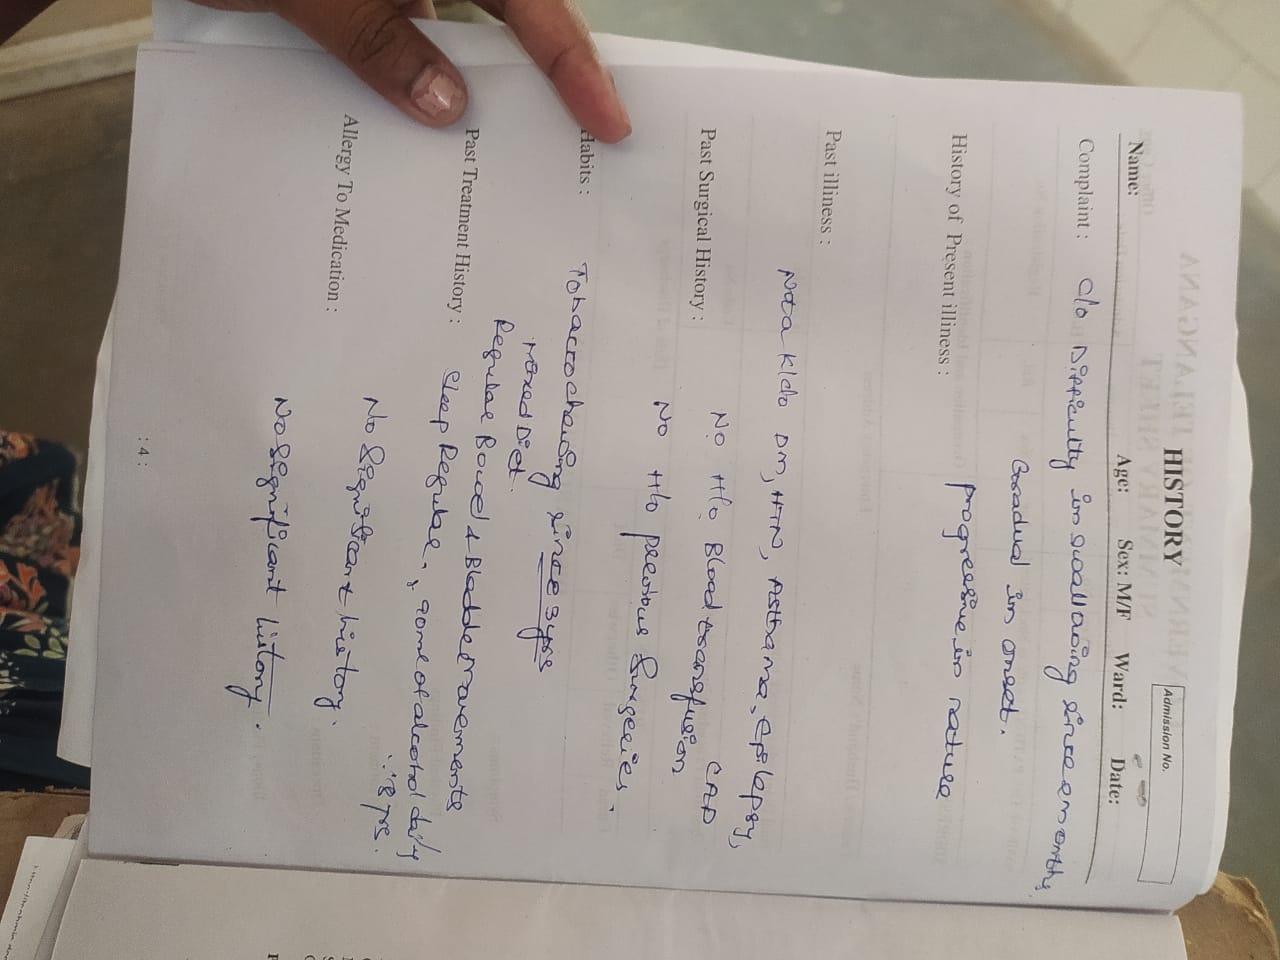 HISTORY
Admission No.
Name: Age: Sex: M/F Ward: Date:
Complaint : C/o Difficulty in swallowing since months
Gradual in onset.
History of Present illness : progressive in nature
Past illness :
Not a K/c/o DM, HTN, Asthama, Epilepsy,
CAD
Past Surgical History : No H/o Blood transfusion
No H/o previous Surgeries.
Habits :
Tobacco chewing since 3 yrs
Mixed Diet.
Regular Bowel & Bladder movements
Past Treatment History : Sleep Regular, of alcohol daily
yrs.
No Significant history.
Allergy To Medication :
No significant history.
: 4 :